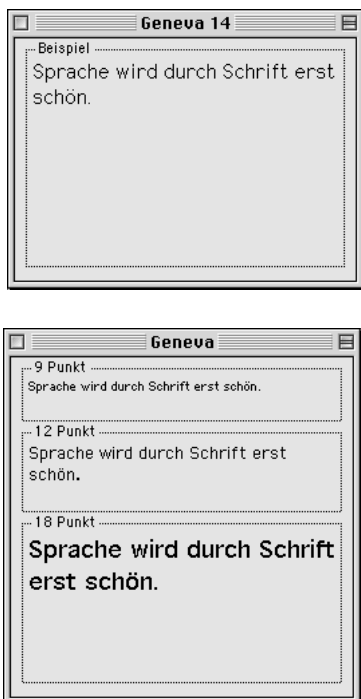 Geneva 14
Beispiel
Sprache wird durch Schrift erst
schön.
Geneva
9 Punkt
Sprache wird durch Schrift erst schön.
12 Punkt
Sprache wird durch Schrift erst
schön.
18 Punkt
Sprache wird durch Schrift
erst schön.